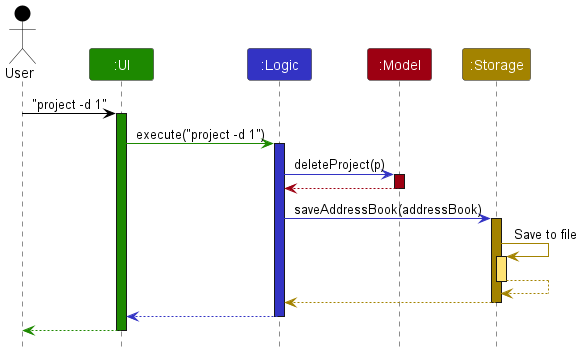 User
:UI
:Logic
:Model
:Storage
"project -d 1"
execute("project -d 1")
deleteProject(p)
saveAddressBook(addressBook)
Save to file